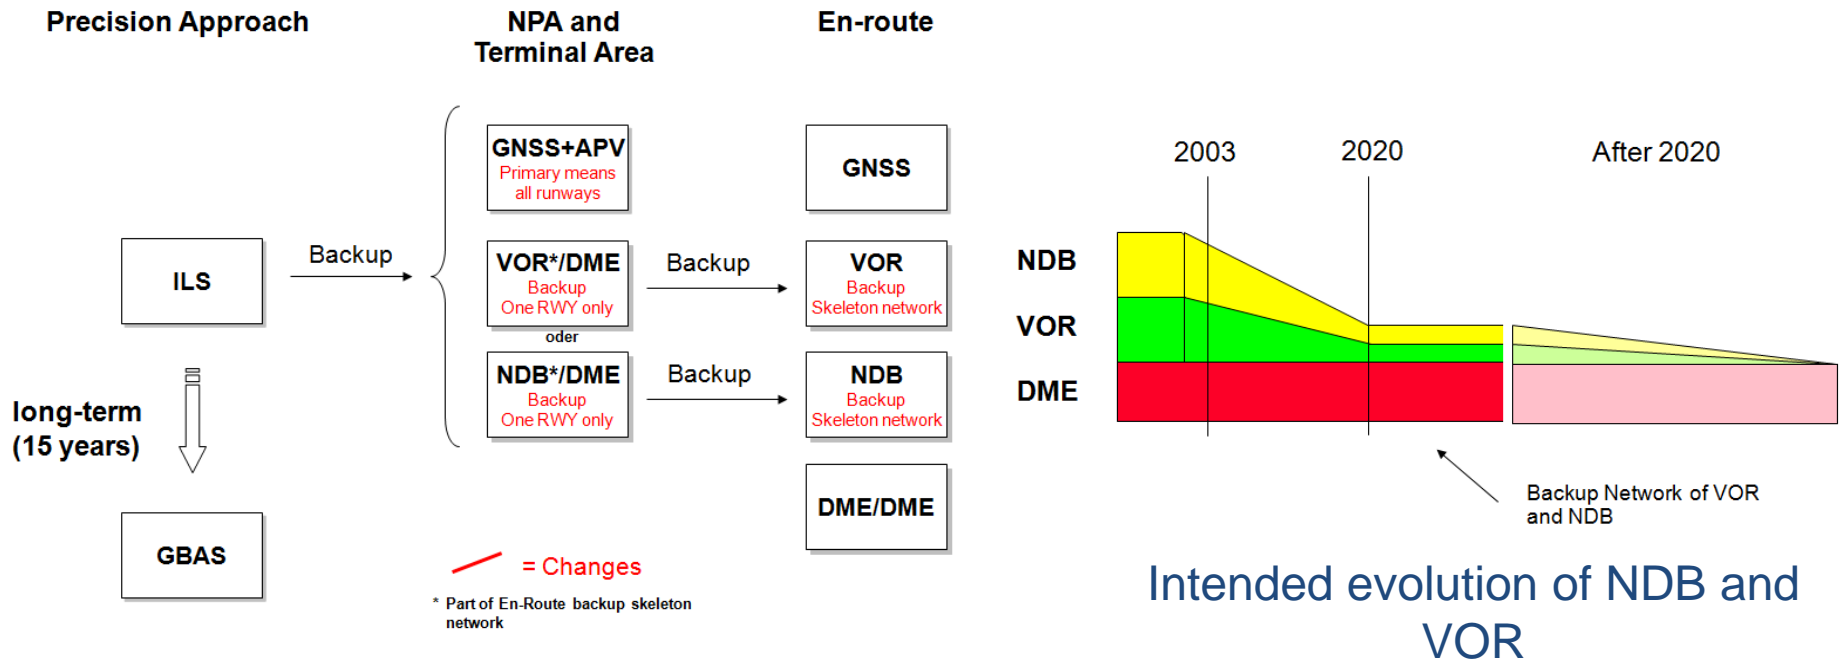 Precision Approach
NPA and
Terminal Area
En-route
GNSS+APV
Primary means
all runways
GNSS
ILS
Backup
VOR*/DME
Backup
One RWY only
Backup
VOR
Backup
Skeleton network
oder
NDB*/DME
Backup
One RWY only
Backup
NDB
Backup
Skeleton network
long-term
(15 years)
DME/DME
GBAS
= Changes
* Part of En-Route backup skeleton
network
2003
2020
After 2020
NDB
VOR
DME
Backup Network of VOR
and NDB
Intended evolution of NDB and
VOR